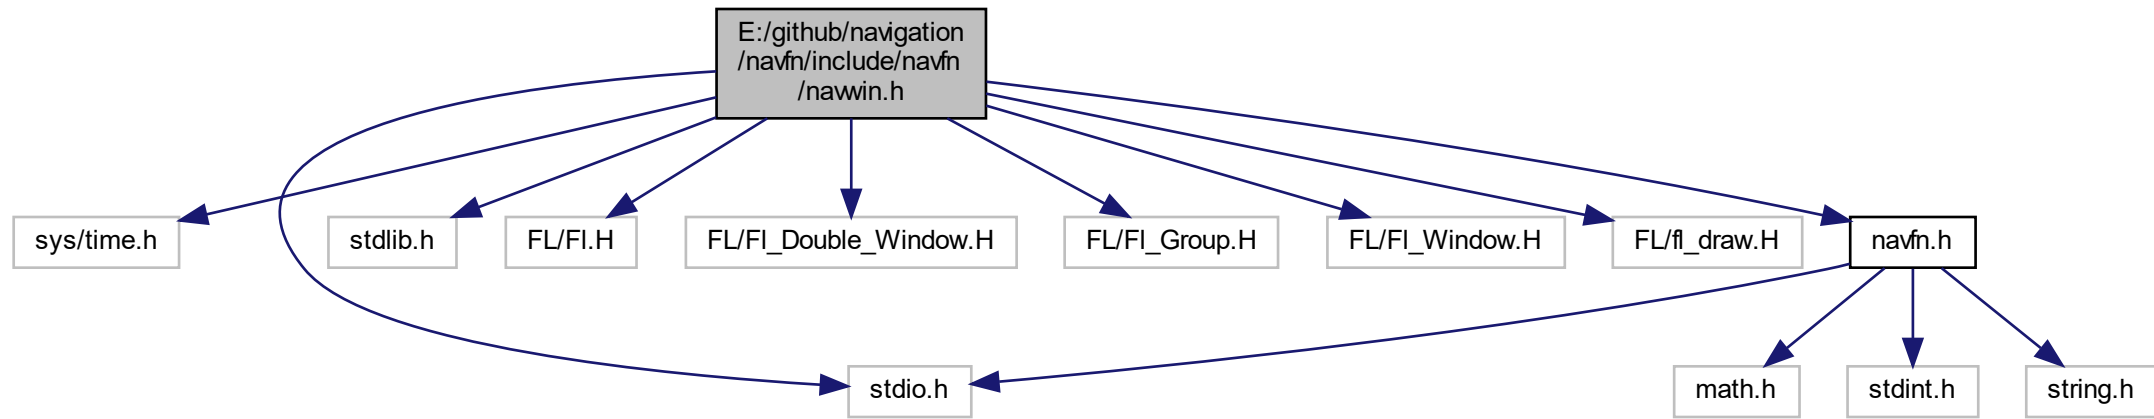 E:/github/navigation
/navfn/include/navfn
/navwin.h
sys/time.h
stdlib.h
FL/Fl.H
FL/Fl_Double_Window.H
FL/Fl_Group.H
FL/Fl_Window.H
FL/fl_draw.H
navfn.h
stdio.h
math.h
stdint.h
string.h